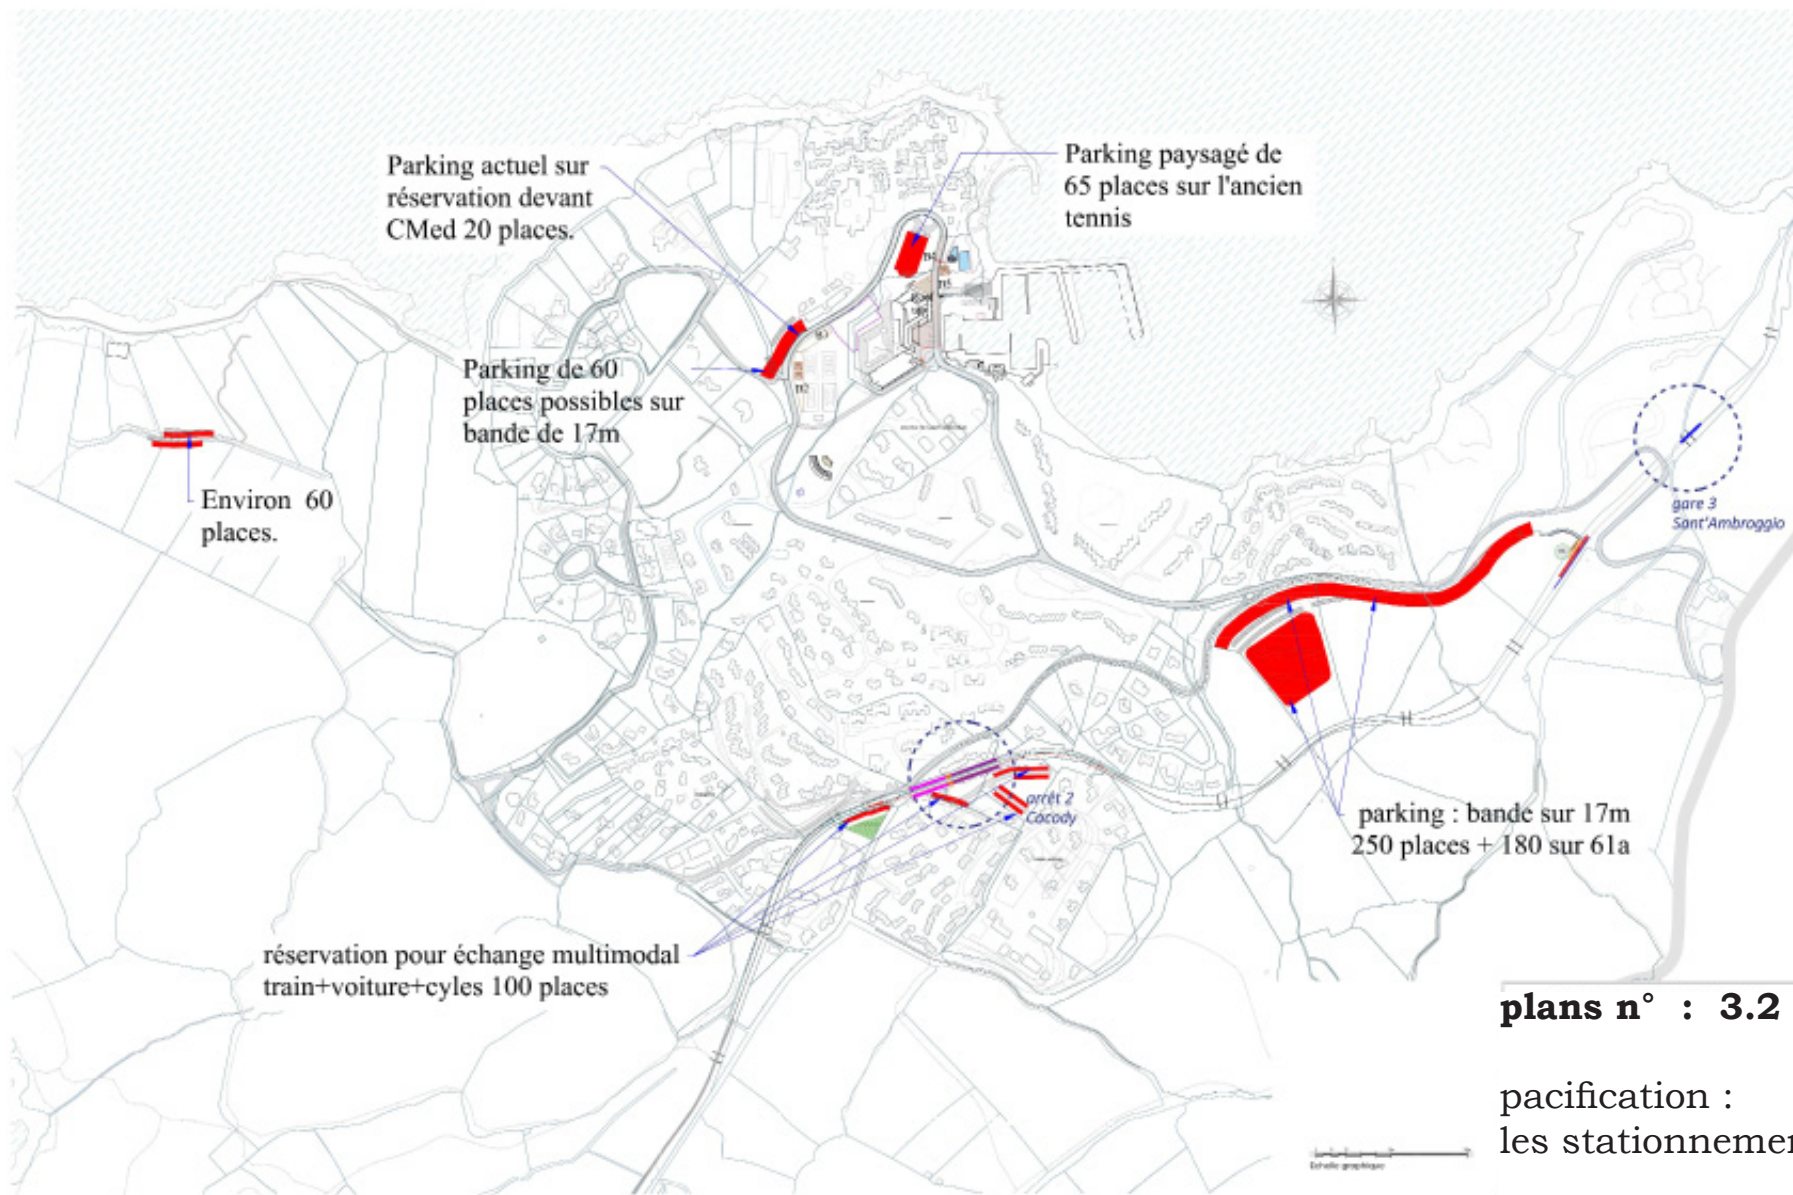 Parking actuel sur
réservation devant
CMed 20 places.
Parking paysagé de
65 places sur l'ancien
tennis
Parking de 60
places possibles sur
bande de 17m
Environ 60
places.
gare 3
Sant'Ambroggio
arrêt 2
Cocody
parking : bande sur 17m
250 places + 180 sur 61a
réservation pour échange multimodal
train+voiture+cyles 100 places
plans n° : 3.2
pacification :
les stationnemen
Echelle graphique